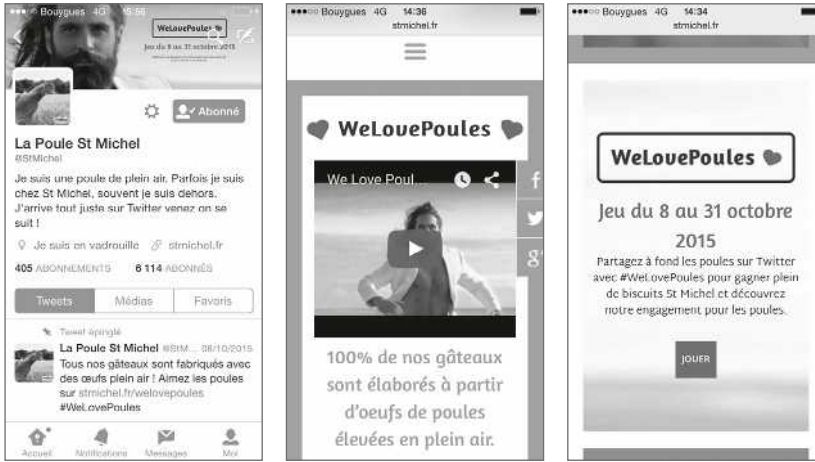 Bouygues 4G 15:56
WeLovePoules
Jeu du 8 au 31 octobre 2015
Abonné
La Poule St Michel
@StMichel
Je suis une poule de plein air. Parfois je suis
chez St Michel, souvent je suis dehors.
J'arrive tout juste sur Twitter venez on se
suit !
Je suis en vadrouille stmichel.fr
405 ABONNEMENTS 6 114 ABONNÉS
Tweets Médias Favoris
Tweet épinglé
La Poule St Michel @StM... 08/10/2015
Tous nos gâteaux sont fabriqués avec
des œufs plein air ! Aimez les poules
sur stmichel.fr/welovepoules
#WeLovePoules
Accueil Notifications Messages Moi
Bouygues 4G 14:36
stmichel.fr
WeLovePoules
We Love Poul...
f
g+
100% de nos gâteaux
sont élaborés à partir
d'oeufs de poules
élevées en plein air.
Bouygues 4G 14:34
stmichel.fr
WeLovePoules
Jeu du 8 au 31 octobre
2015
Partagez à fond les poules sur Twitter
avec #WeLovePoules pour gagner plein
de biscuits St Michel et découvrez
notre engagement pour les poules.
JOUER